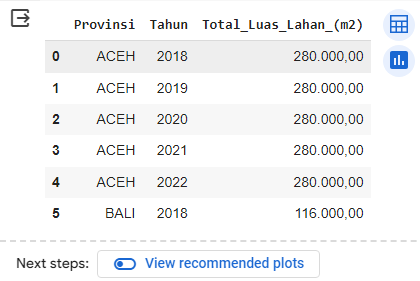 Provinsi Tahun Total_Luas_Lahan_(m2)
0 ACEH 2018 280.000,00
1 ACEH 2019 280.000,00
2 ACEH 2020 280.000,00
3 ACEH 2021 280.000,00
4 ACEH 2022 280.000,00
5 BALI 2018 116.000,00
Next steps: View recommended plots